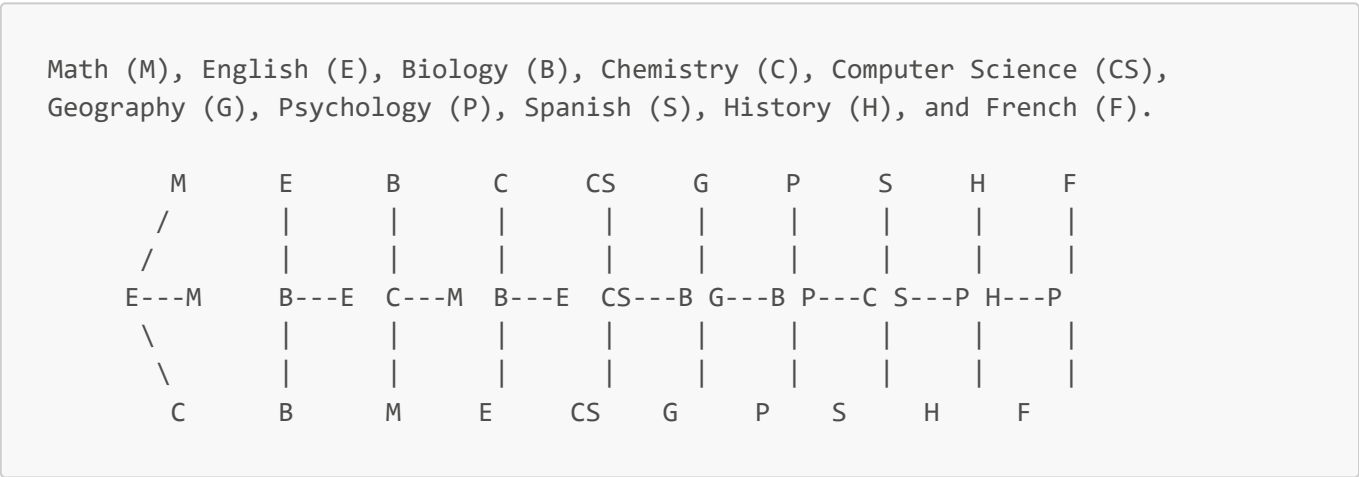 Math (M), English (E), Biology (B), Chemistry (C), Computer Science (CS),
Geography (G), Psychology (P), Spanish (S), History (H), and French (F).
M E B C CS G P S H F
/ | | | | | | | | |
/ | | | | | | | | |
E---M B---E C---M B---E CS---B G---B P---C S---P H---P
\ | | | | | | | | |
\ | | | | | | | | |
C B M E CS G P S H F